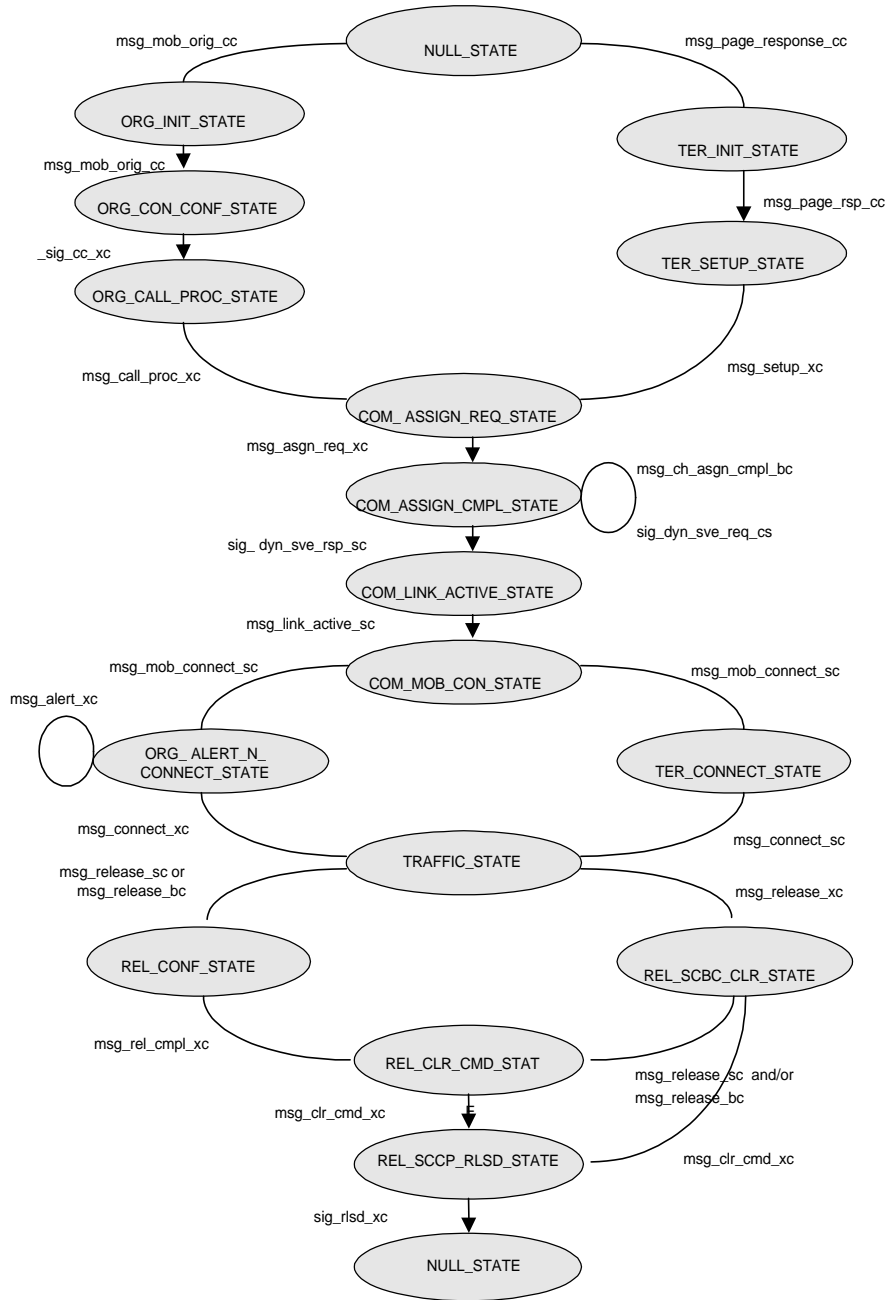 msg_mob_orig_cc
NULL_STATE
msg_page_response_cc
ORG_INIT_STATE
TER_INIT_STATE
msg_mob_orig_cc
ORG_CON_CONF_STATE
msg_page_rsp_cc
_sig_cc_xc
TER_SETUP_STATE
ORG_CALL_PROC_STATE
msg_call_proc_xc
msg_setup_xc
COM_ ASSIGN_REQ_STATE
msg_asgn_req_xc
msg_ch_asgn_cmpl_bc
COM_ASSIGN_CMPL_STATE
sig_dyn_sve_req_cs
sig_ dyn_sve_rsp_sc
COM_LINK_ACTIVE_STATE
msg_link_active_sc
msg_mob_connect_sc
COM_MOB_CON_STATE
msg_mob_connect_sc
msg_alert_xc
ORG_ ALERT_N_
CONNECT_STATE
TER_CONNECT_STATE
msg_connect_xc
msg_connect_sc
TRAFFIC_STATE
msg_release_sc or
msg_release_bc
msg_release_xc
REL_CONF_STATE
REL_SCBC_CLR_STATE
msg_rel_cmpl_xc
REL_CLR_CMD_STAT
E
msg_release_sc and/or
msg_release_bc
msg_clr_cmd_xc
REL_SCCP_RLSD_STATE
msg_clr_cmd_xc
sig_rlsd_xc
NULL_STATE